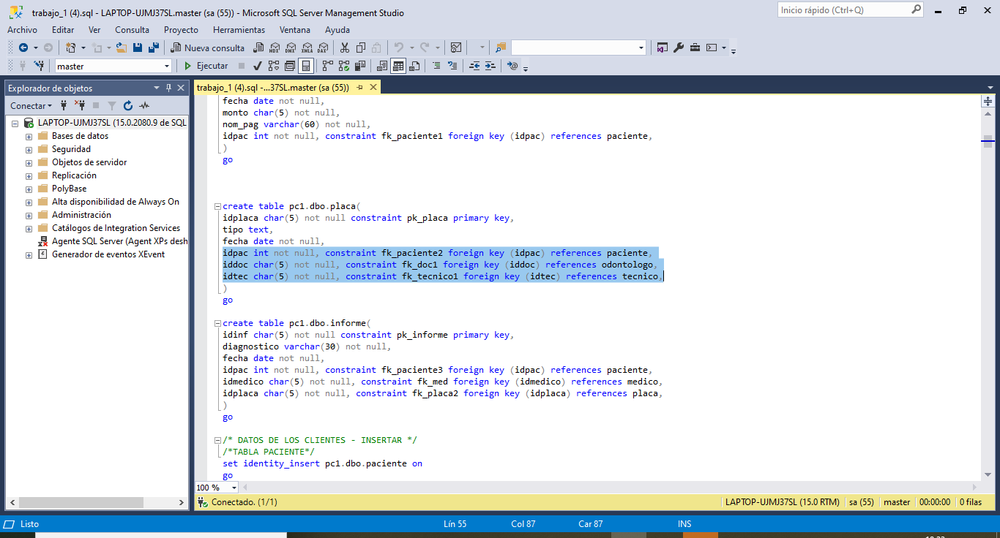 trabajo_1 (4).sql - LAPTOP-UJMJ37SL.master (sa (55)) - Microsoft SQL Server Management Studio
Inicio rápido (Ctrl+Q)
Archivo Editar Ver Consulta Proyecto Herramientas Ventana Ayuda
Nueva consulta MDX DMX XMLA DAX
master Ejecutar
Explorador de objetos
trabajo_1 (4).sql -...37SL.master (sa (55))
Conectar
LAPTOP-UJMJ37SL (15.0.2080.9 de SQL
Bases de datos
Seguridad
Objetos de servidor
Replicación
PolyBase
Alta disponibilidad de Always On
Administración
Catálogos de Integration Services
Agente SQL Server (Agent XPs desh
Generador de eventos XEvent
fecha date not null,
monto char(5) not null,
nom_pag varchar(60) not null,
idpac int not null, constraint fk_paciente1 foreign key (idpac) references paciente,
)
go
create table pc1.dbo.placa(
idplaca char(5) not null constraint pk_placa primary key,
tipo text,
fecha date not null,
idpac int not null, constraint fk_paciente2 foreign key (idpac) references paciente,
iddoc char(5) not null, constraint fk_doc1 foreign key (iddoc) references odontologo,
idtec char(5) not null, constraint fk_tecnico1 foreign key (idtec) references tecnico,
)
go
create table pc1.dbo.informe(
idinf char(5) not null constraint pk_informe primary key,
diagnostico varchar(30) not null,
fecha date not null,
idpac int not null, constraint fk_paciente3 foreign key (idpac) references paciente,
idmedico char(5) not null, constraint fk_med foreign key (idmedico) references medico,
idplaca char(5) not null, constraint fk_placa2 foreign key (idplaca) references placa,
)
go
/* DATOS DE LOS CLIENTES - INSERTAR */
/*TABLA PACIENTE*/
set identity_insert pc1.dbo.paciente on
go
100 %
Conectado. (1/1) LAPTOP-UJMJ37SL (15.0 RTM) sa (55) master 00:00:00 0 filas
Listo Lín 55 Col 87 Car 87 INS